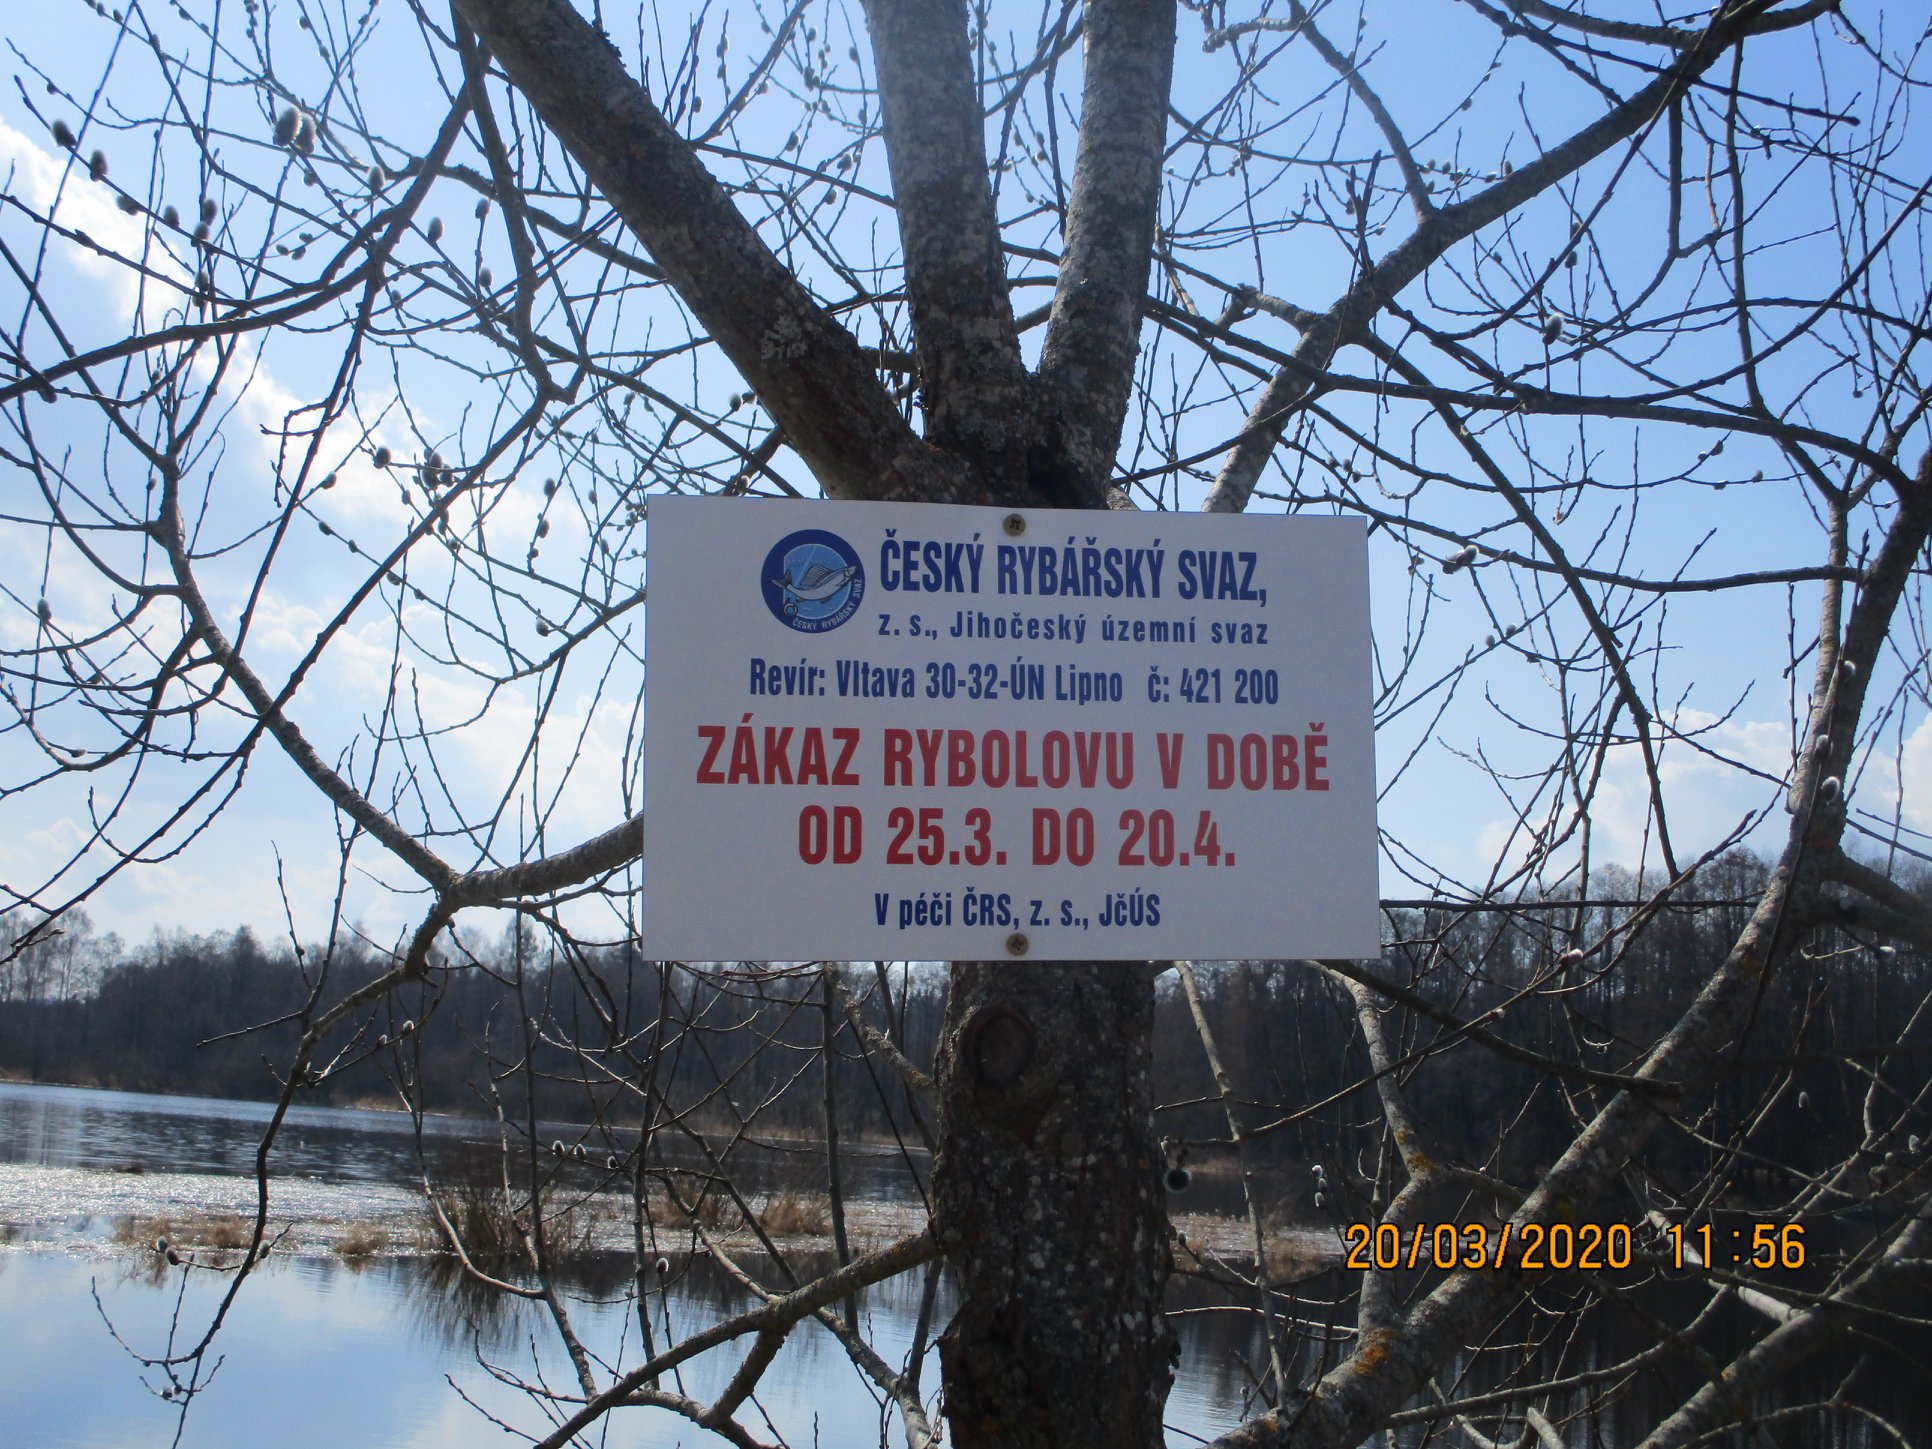 ČESKÝ RYBÁŘSKÝ SVAZ,
z. s., Jihočeský územní svaz
ČESKÝ RYBÁŘSKÝ SVAZ
Revír: Vltava 30-32-ÚN Lipno č: 421 200
ZÁKAZ RYBOLOVU V DOBĚ
OD 25.3. DO 20.4.
V péči ČRS, z. s., JčÚS
20/03/2020 11:56